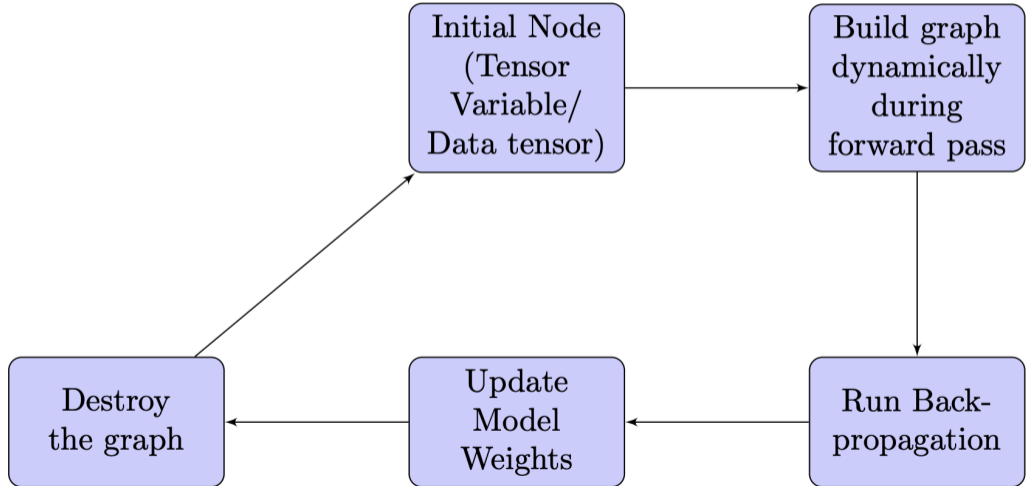 Initial Node
(Tensor
Variable/
Data tensor)
Build graph
dynamically
during
forward pass
Destroy
the graph
Update
Model
Weights
Run Back-
propagation